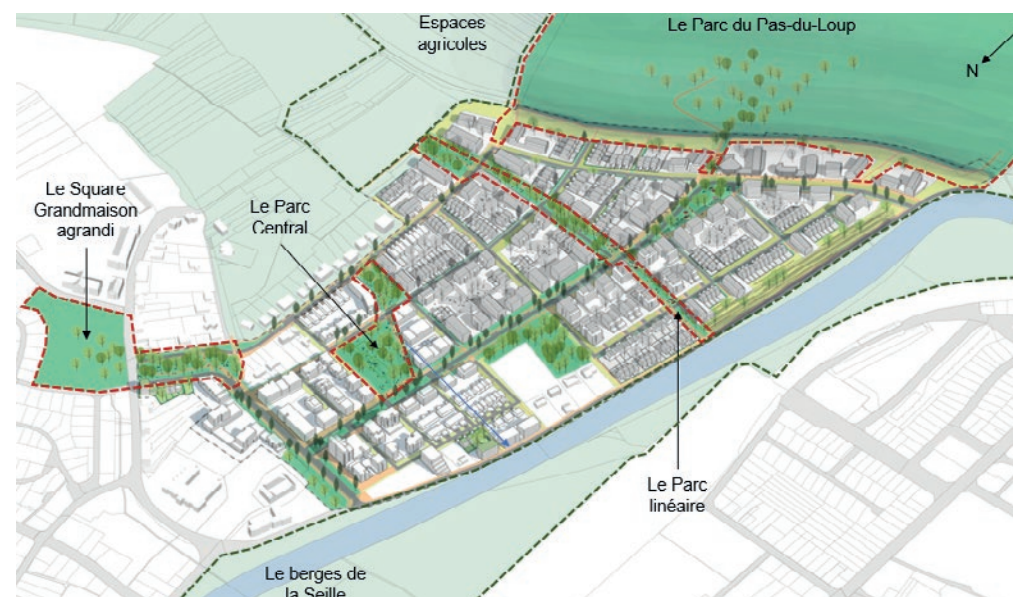 Espaces
agricoles
Le Parc du Pas-du-Loup
N
Le Square
Grandmaison
agrandi
Le Parc
Central
Le Parc
linéaire
Le berges de
la Seille